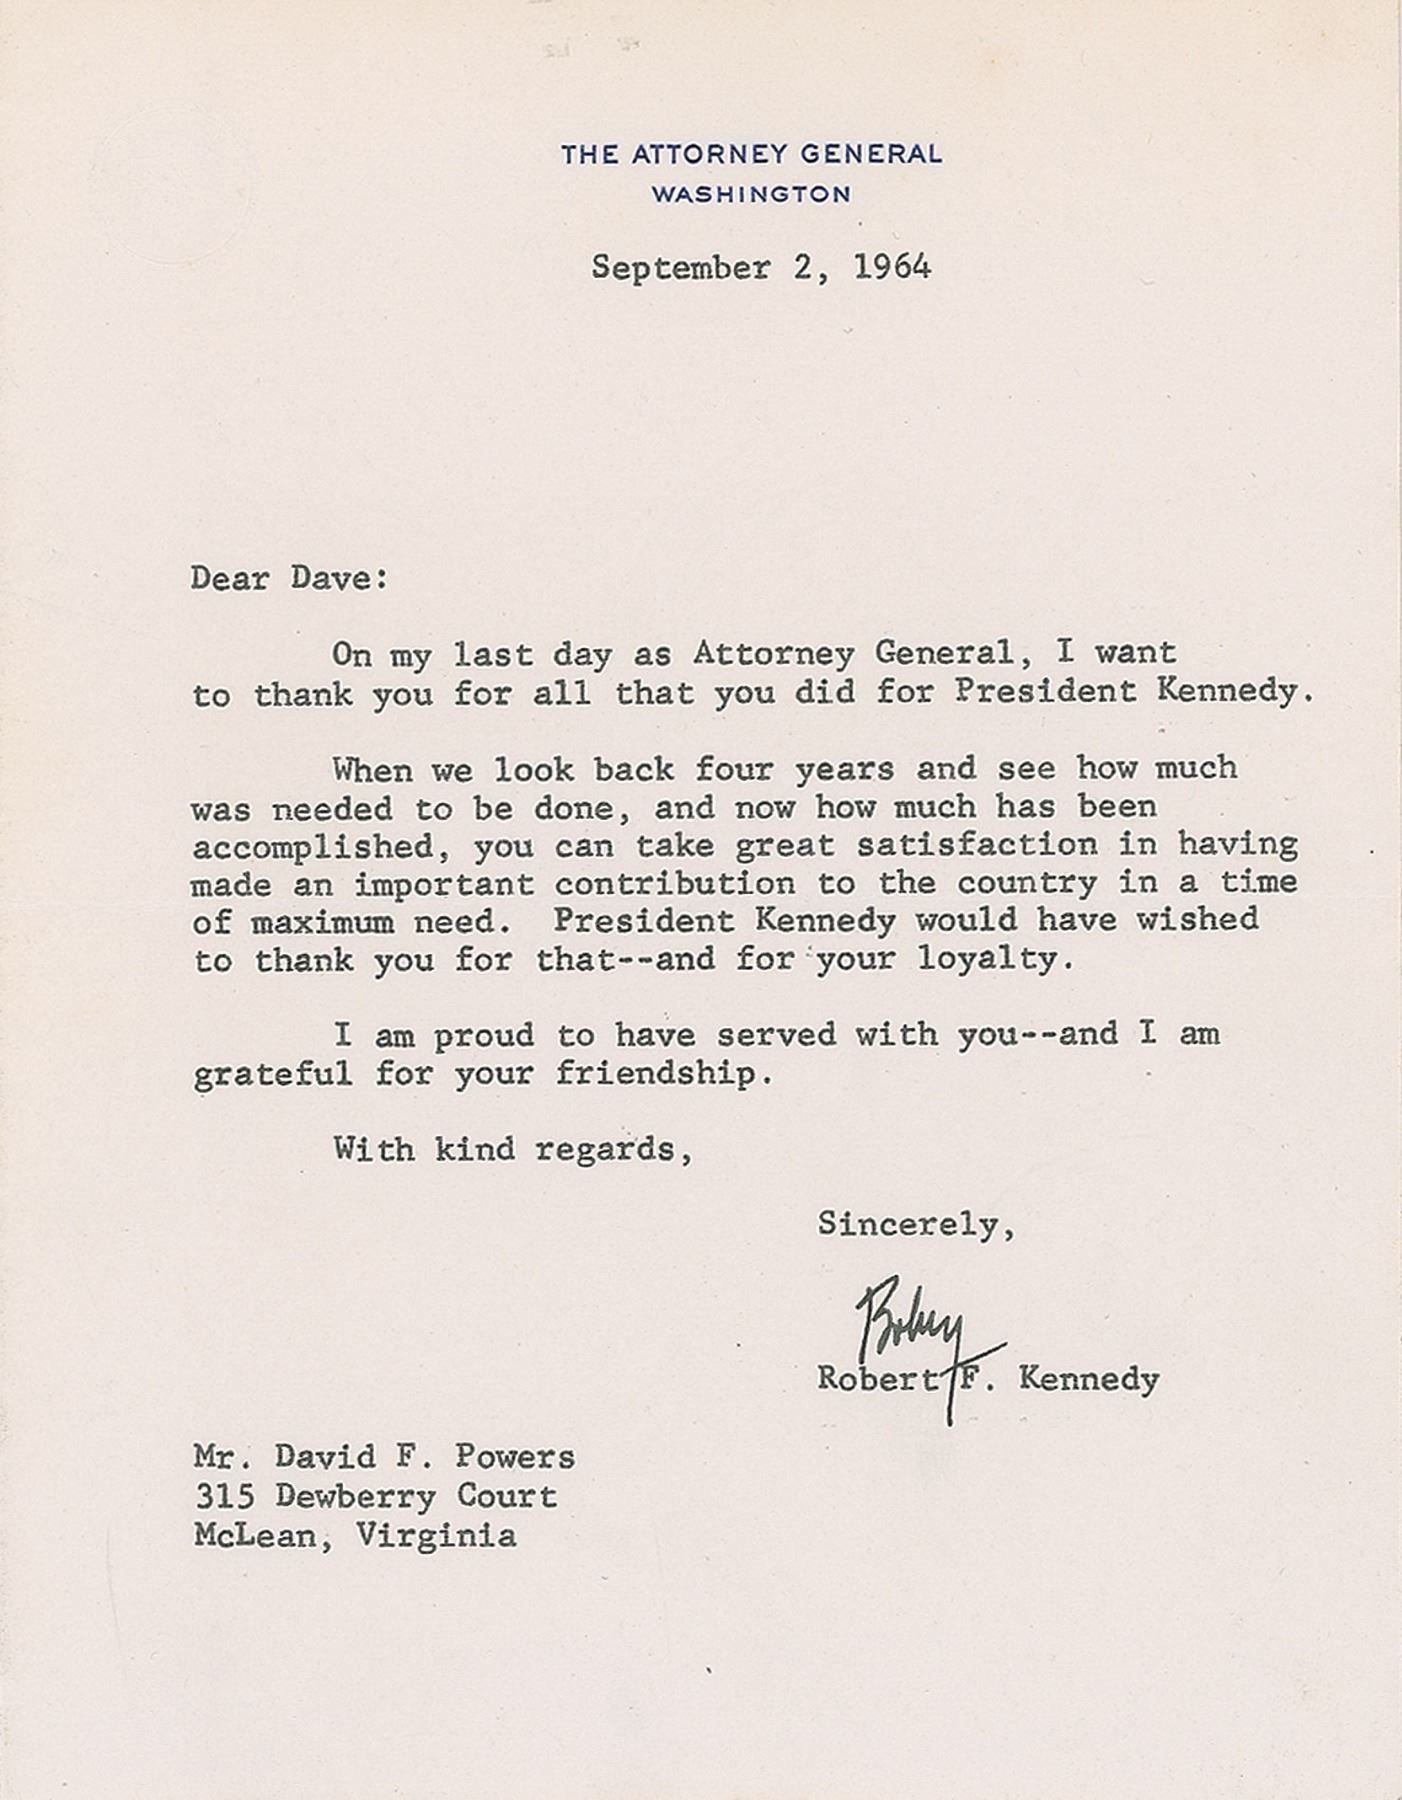 THE ATTORNEY GENERAL
WASHINGTON
September 2, 1964
Dear Dave:
On my last day as Attorney General, I want
to thank you for all that you did for President Kennedy.
When we look back four years and see how much
was needed to be done, and now how much has been
accomplished, you can take great satisfaction in having
made an important contribution to the country in a time
of maximum need. President Kennedy would have wished
to thank you for that--and for your loyalty.
I am proud to have served with you--and I am
grateful for your friendship.
With kind regards,
Sincerely,
Bobby
Robert F. Kennedy
Mr. David F. Powers
315 Dewberry Court
McLean, Virginia